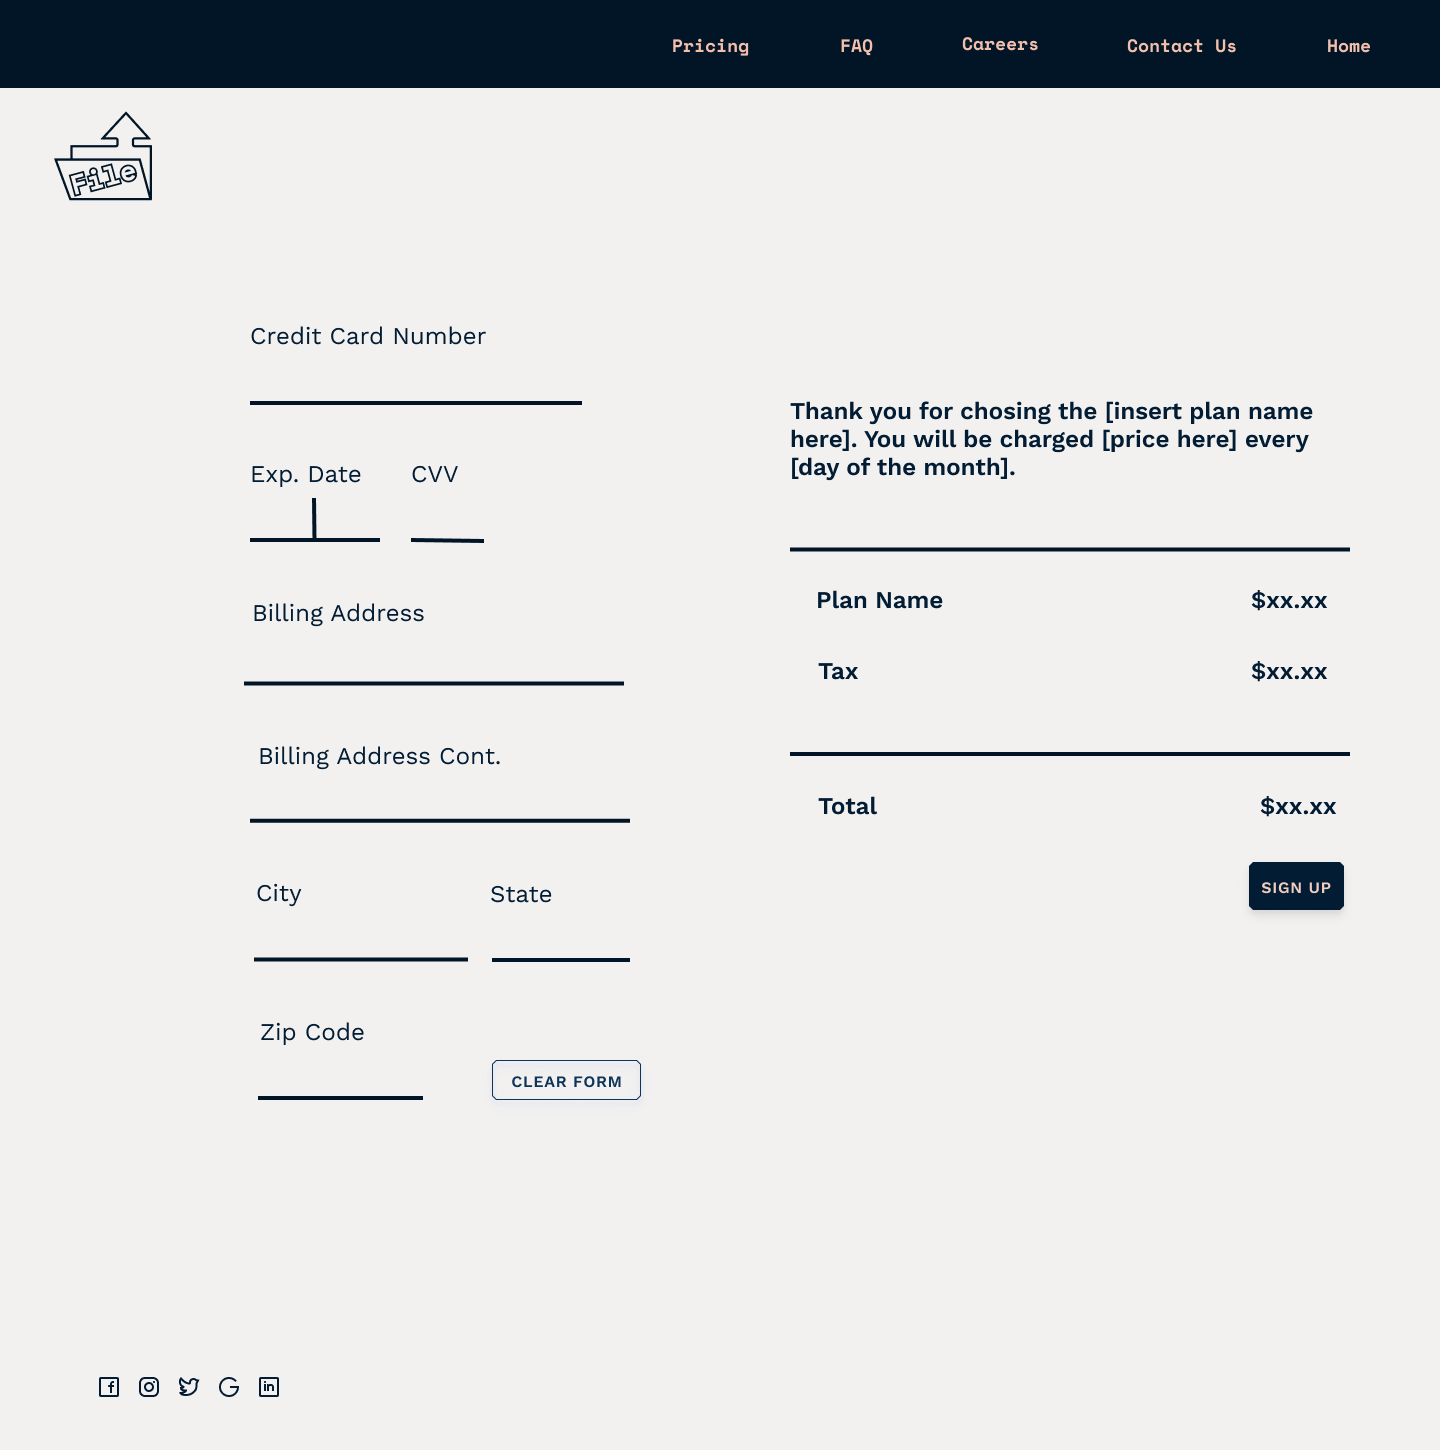 Pricing FAQ Careers Contact Us Home
File
Credit Card Number
Exp. Date CVV
Billing Address
Billing Address Cont.
City State
Zip Code
CLEAR FORM
Thank you for chosing the [insert plan name
here]. You will be charged [price here] every
[day of the month].
Plan Name $xx.xx
Tax $xx.xx
Total $xx.xx
SIGN UP